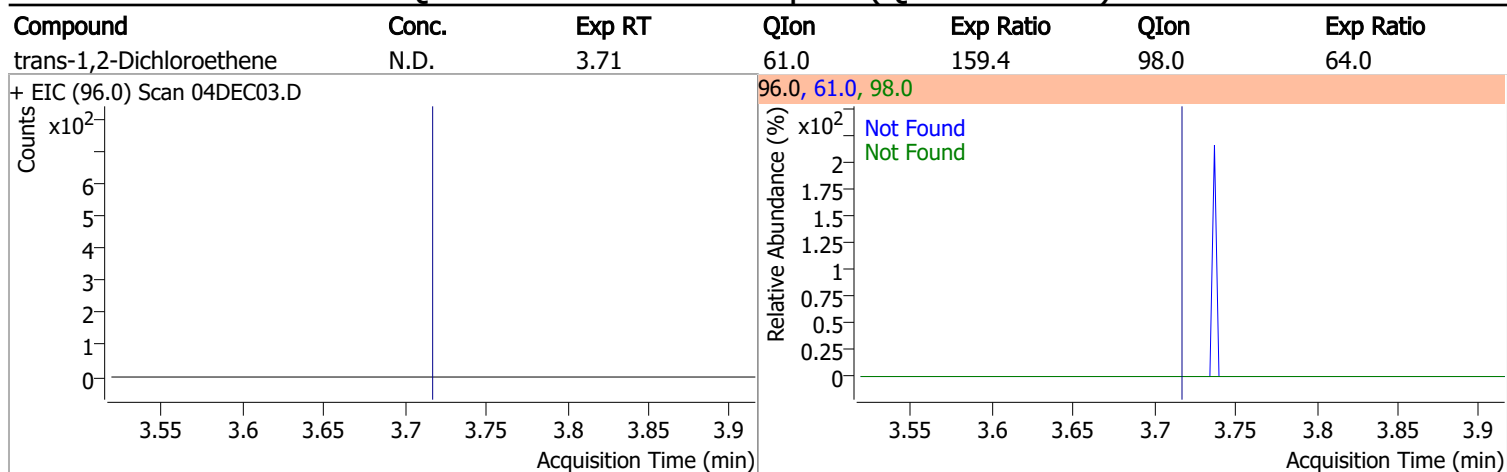 Compound Conc. Exp RT QIon Exp Ratio QIon Exp Ratio
trans-1,2-Dichloroethene N.D. 3.71 61.0 159.4 98.0 64.0
+ EIC (96.0) Scan 04DEC03.D
Counts
x10²
6
5
4
3
2
1
0
3.55 3.6 3.65 3.7 3.75 3.8 3.85 3.9
Acquisition Time (min)
96.0, 61.0, 98.0
Relative Abundance (%)
x10²
Not Found
Not Found
2
1.75
1.5
1.25
1
0.75
0.5
0.25
0
3.55 3.6 3.65 3.7 3.75 3.8 3.85 3.9
Acquisition Time (min)